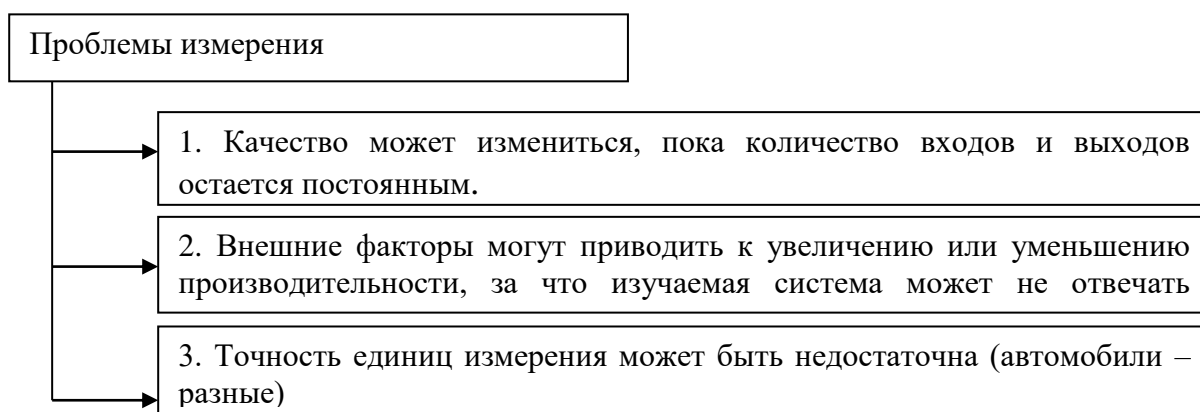 Проблемы измерения
1. Качество может измениться, пока количество входов и выходов
остается постоянным.
2. Внешние факторы могут приводить к увеличению или уменьшению
производительности, за что изучаемая система может не отвечать
3. Точность единиц измерения может быть недостаточна (автомобили –
разные)